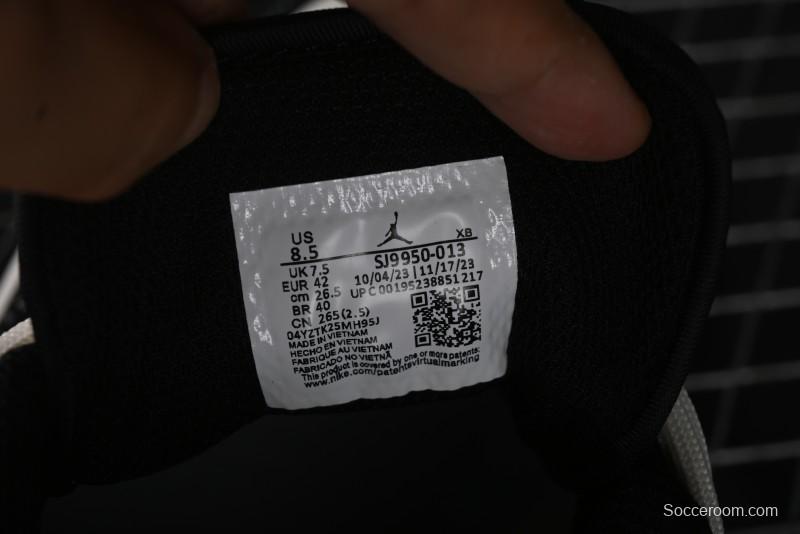 US
8.5
XB
UK 7.5
SJ9950-013
EUR 42
10/04/23 | 11/17/23
cm 26.5
UPC 00195238851217
BR 40
CN 265(2.5)
04YZTK25MH95J
MADE IN VIETNAM
HECHO EN VIETNAM
FABRIQUE AU VIETNAM
FABRICADO NO VIETNÃ
This product is covered by one or more patents:
www.nike.com/patentsvirtualmarking
Socceroom.com